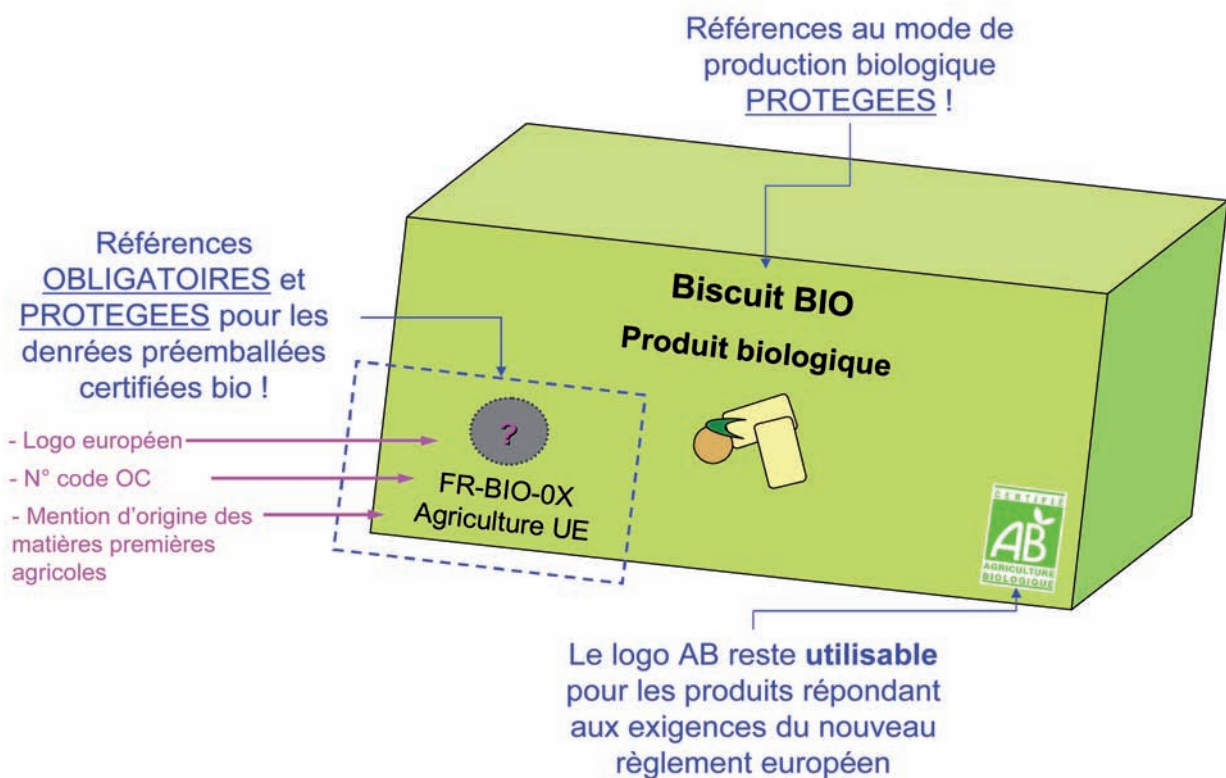 Références au mode de
production biologique
PROTEGEES !
Références
OBLIGATOIRES et
PROTEGEES pour les
denrées préemballées
certifiées bio !
- Logo européen
- N° code OC
- Mention d'origine des
matières premières
agricoles
Biscuit BIO
Produit biologique
?
FR-BIO-0X
Agriculture UE
CERTIFIÉ
AB
AGRICULTURE
BIOLOGIQUE
Le logo AB reste utilisable
pour les produits répondant
aux exigences du nouveau
règlement européen